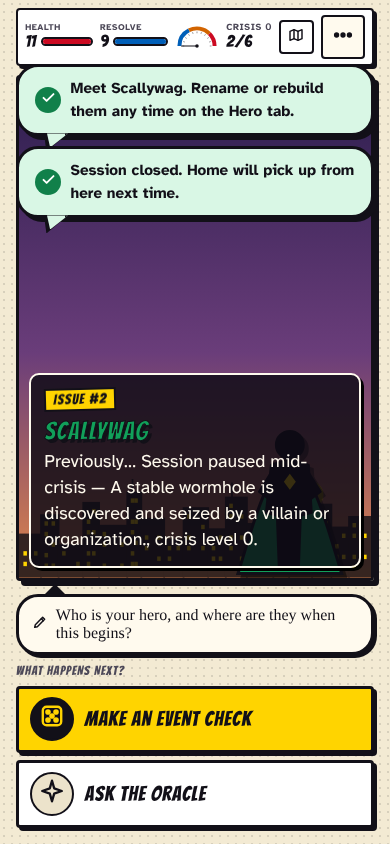 HEALTH
11
RESOLVE
9
CRISIS 0
2/6
Meet Scallywag. Rename or rebuild
them any time on the Hero tab.
Session closed. Home will pick up from
here next time.
ISSUE #2
SCALLYWAG
Previously... Session paused mid-
crisis — A stable wormhole is
discovered and seized by a villain or
organization., crisis level 0.
Who is your hero, and where are they when
this begins?
WHAT HAPPENS NEXT?
MAKE AN EVENT CHECK
ASK THE ORACLE